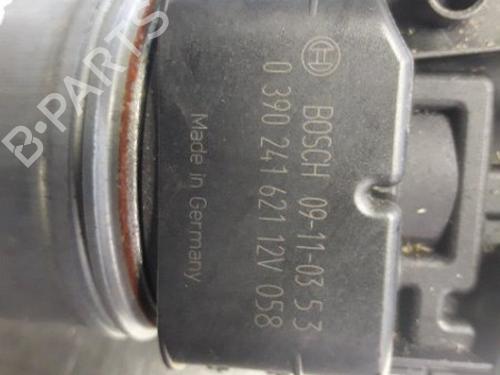 BOSCH 09-11-03 5 3
0 390 241 621 12V 058
Made in Germany.
B-PARTS